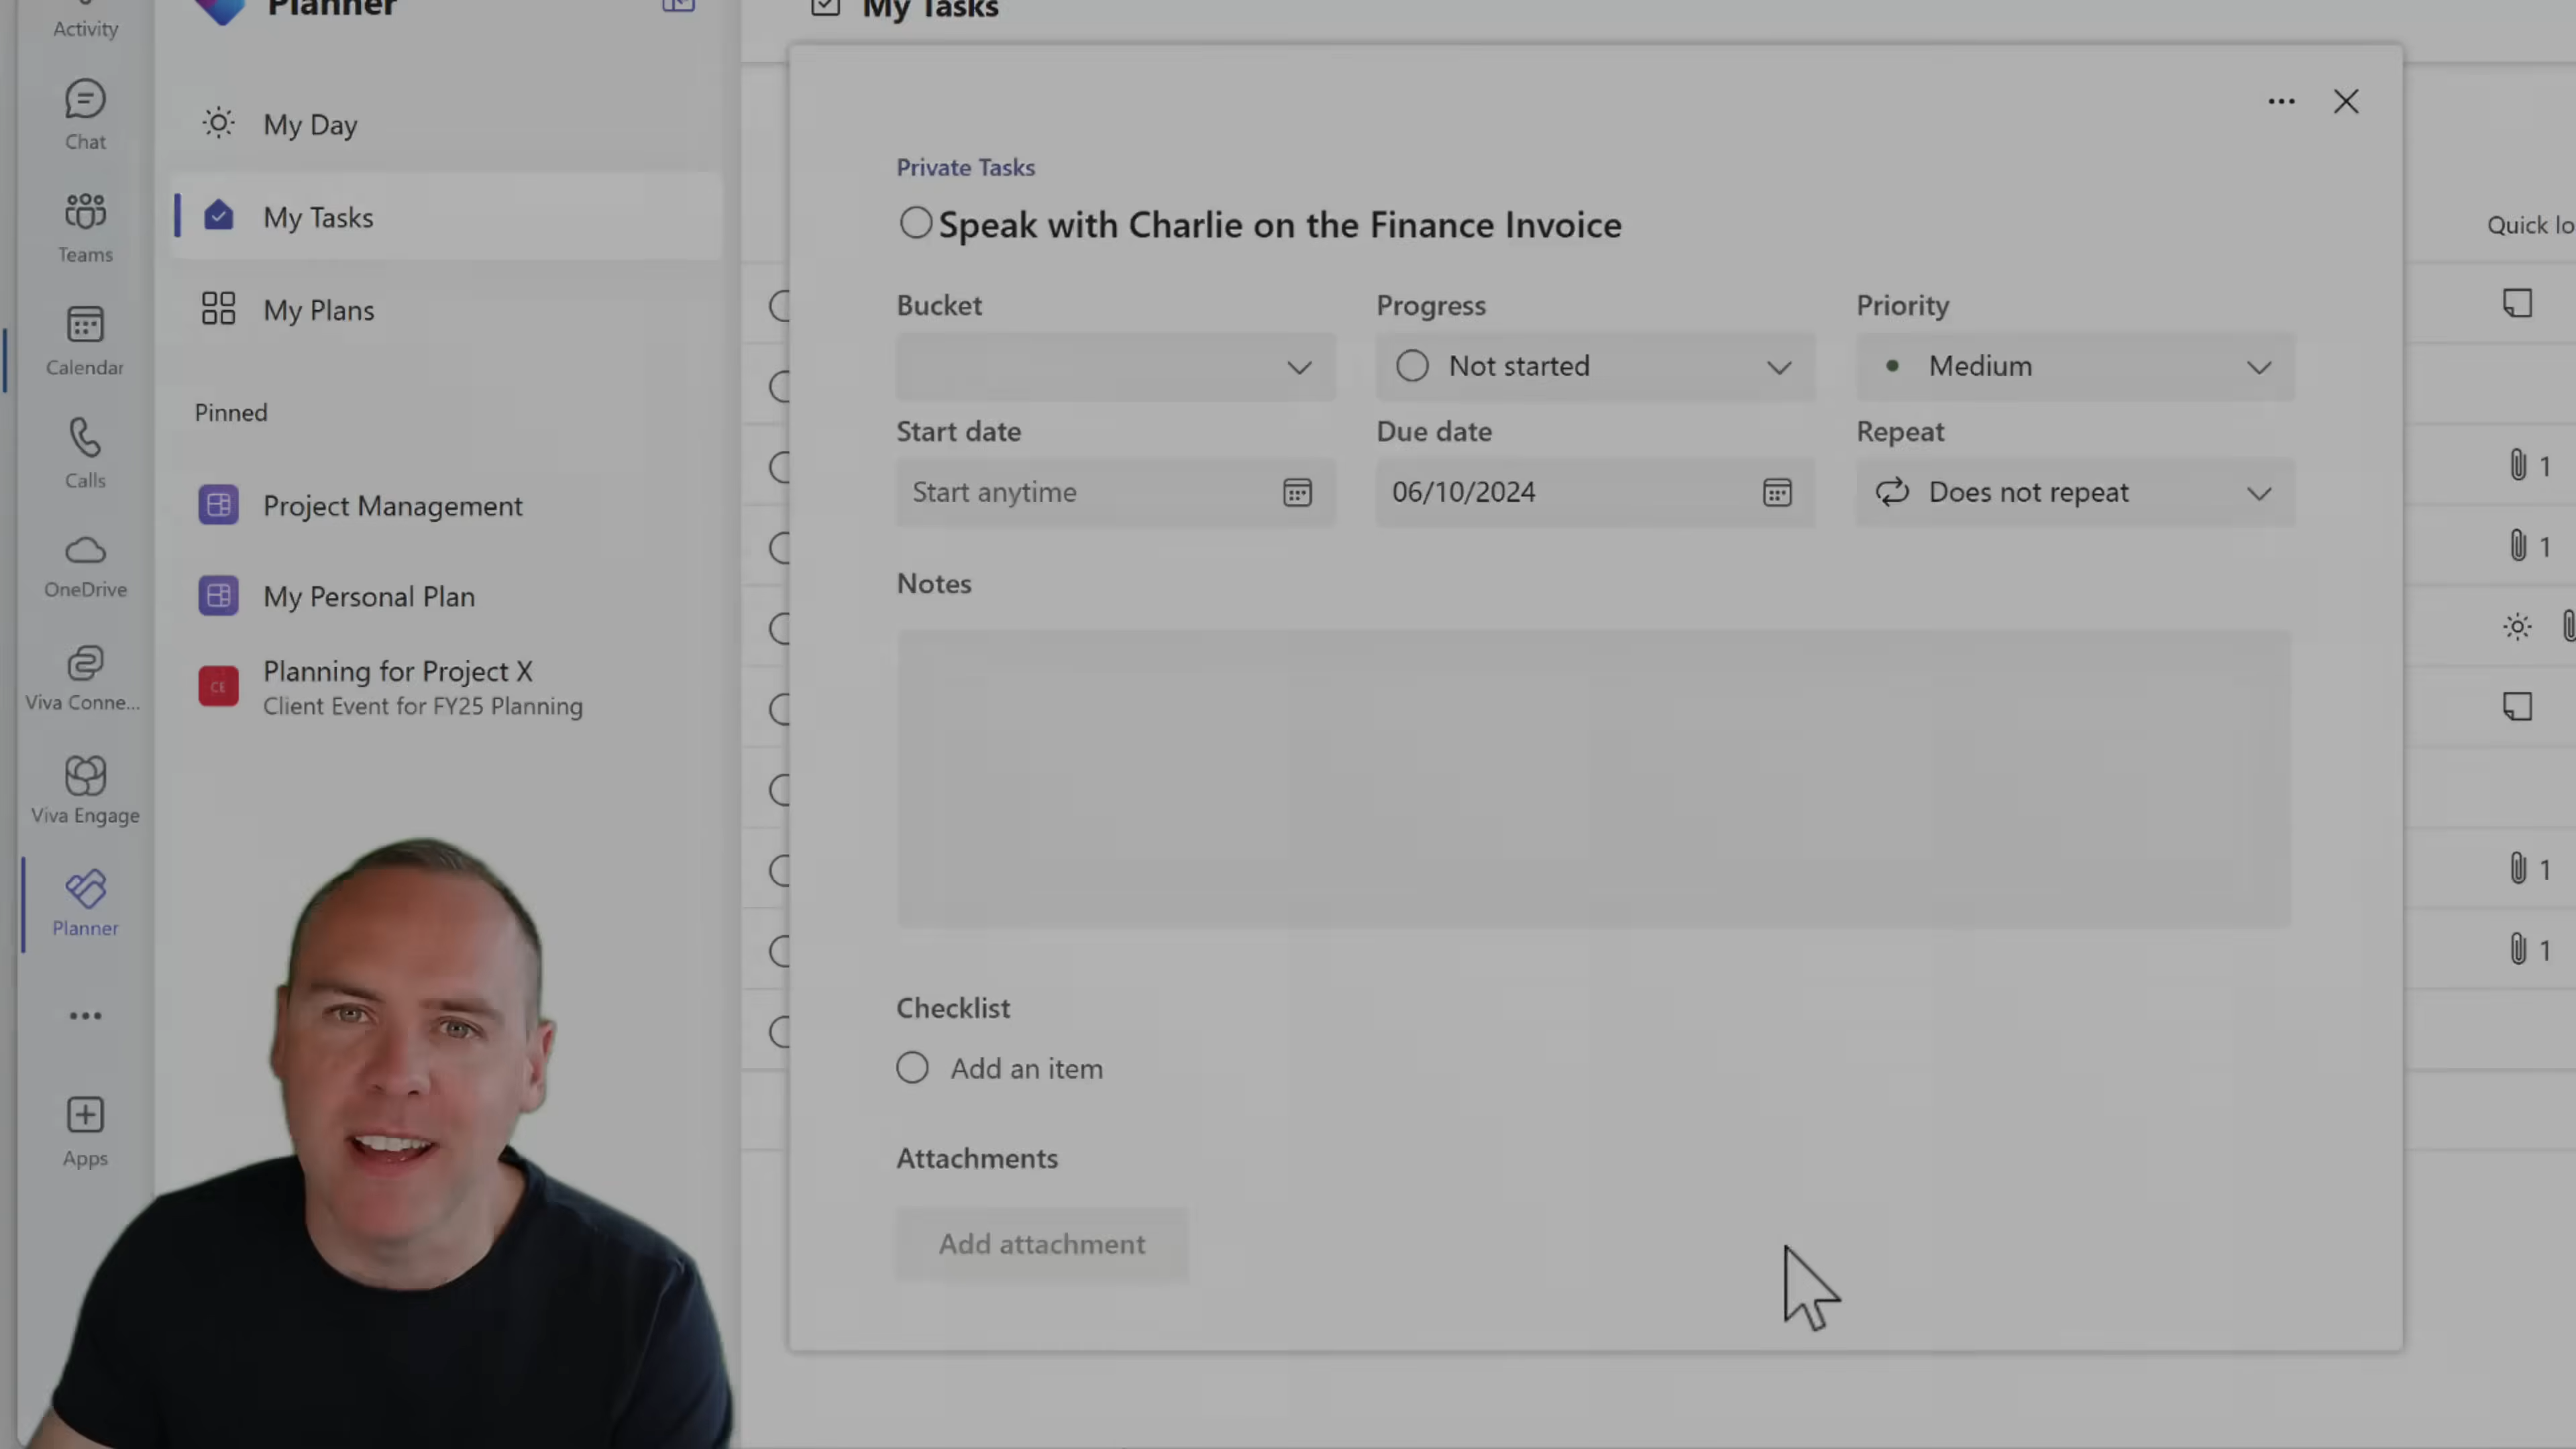 Activity
Chat
Teams
Calendar
Calls
OneDrive
Viva Conne...
Viva Engage
Planner
Apps
Planner
My Day
My Tasks
My Plans
Pinned
Project Management
My Personal Plan
CE
Planning for Project X
Client Event for FY25 Planning
My Tasks
Private Tasks
Speak with Charlie on the Finance Invoice
Bucket
Progress
Priority
Not started
Medium
Start date
Due date
Repeat
Start anytime
06/10/2024
Does not repeat
Notes
Checklist
Add an item
Attachments
Add attachment
Quick lo
1
1
1
1